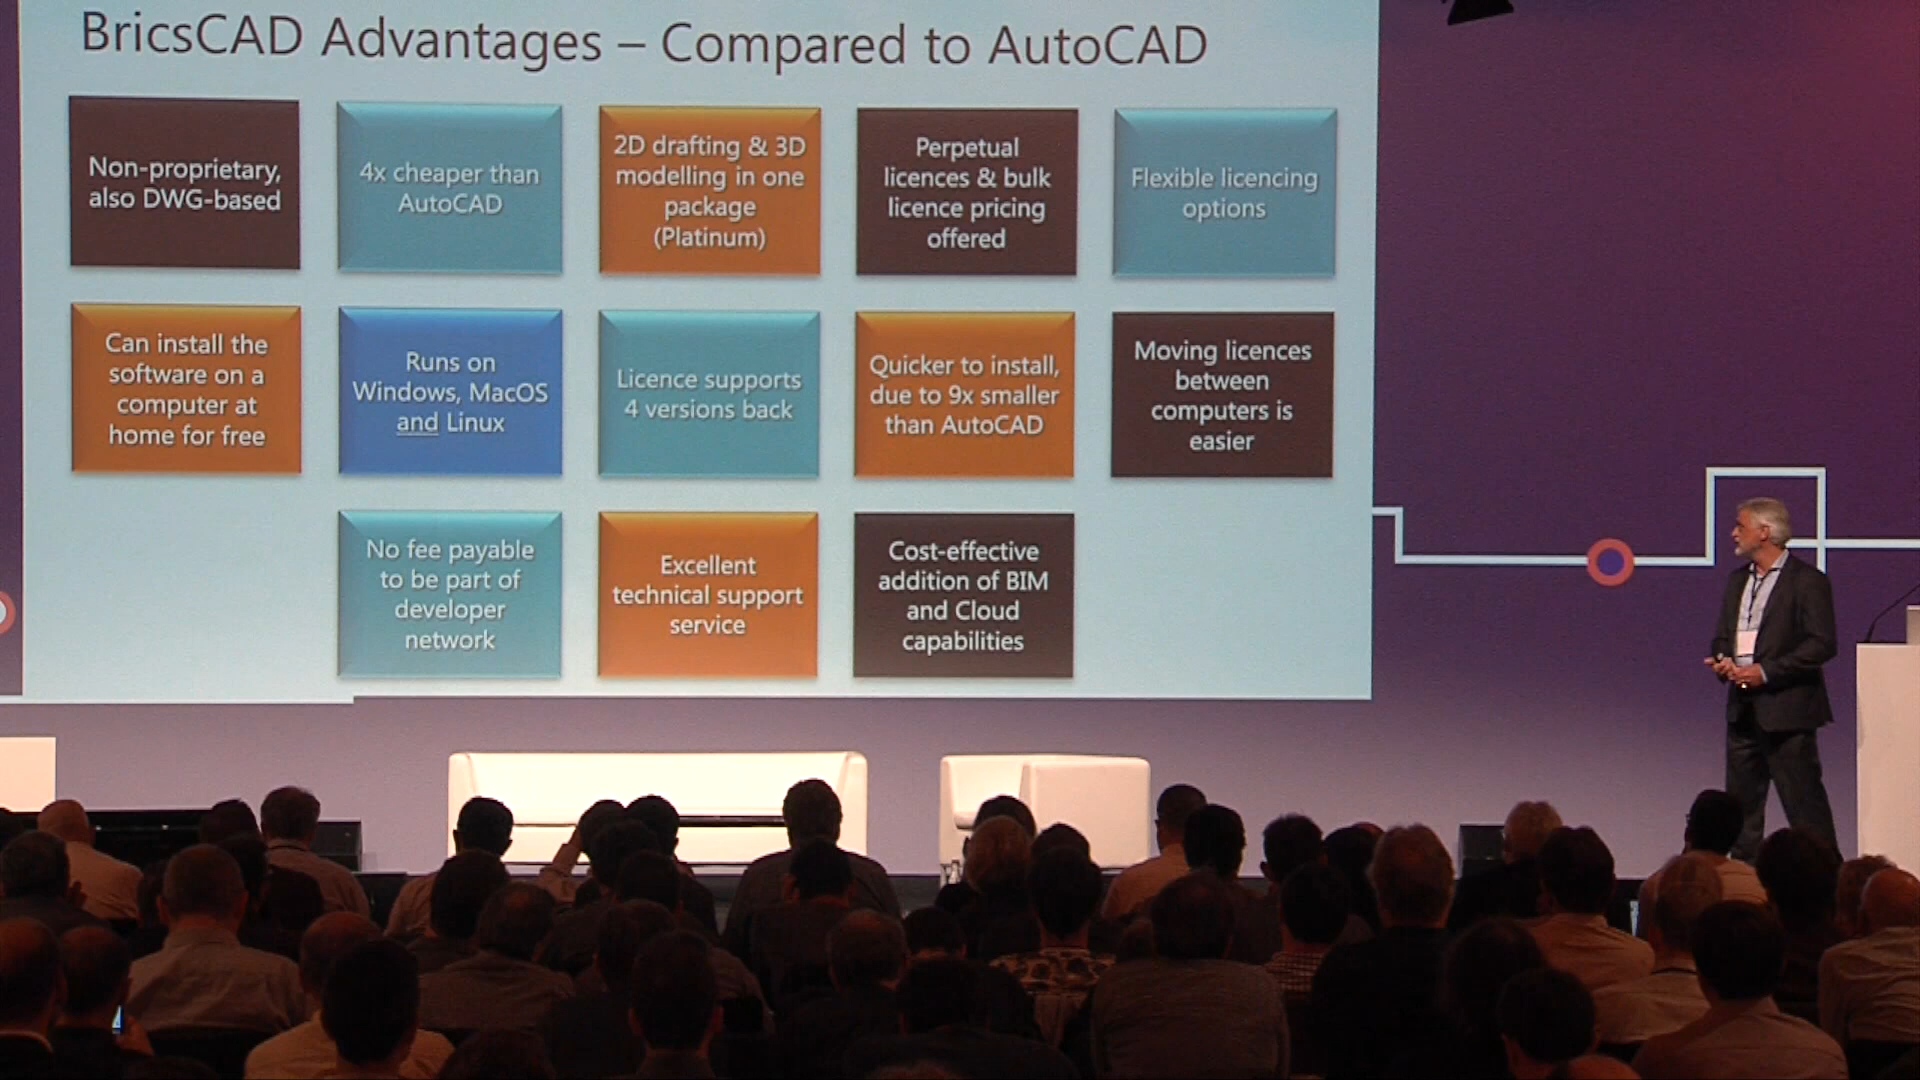 BricsCAD Advantages – Compared to AutoCAD
Non-proprietary,
also DWG-based
4x cheaper than
AutoCAD
2D drafting & 3D
modelling in one
package
(Platinum)
Perpetual
licences & bulk
licence pricing
offered
Flexible licencing
options
Can install the
software on a
computer at
home for free
Runs on
Windows, MacOS
and Linux
Licence supports
4 versions back
Quicker to install,
due to 9x smaller
than AutoCAD
Moving licences
between
computers is
easier
No fee payable
to be part of
developer
network
Excellent
technical support
service
Cost-effective
addition of BIM
and Cloud
capabilities